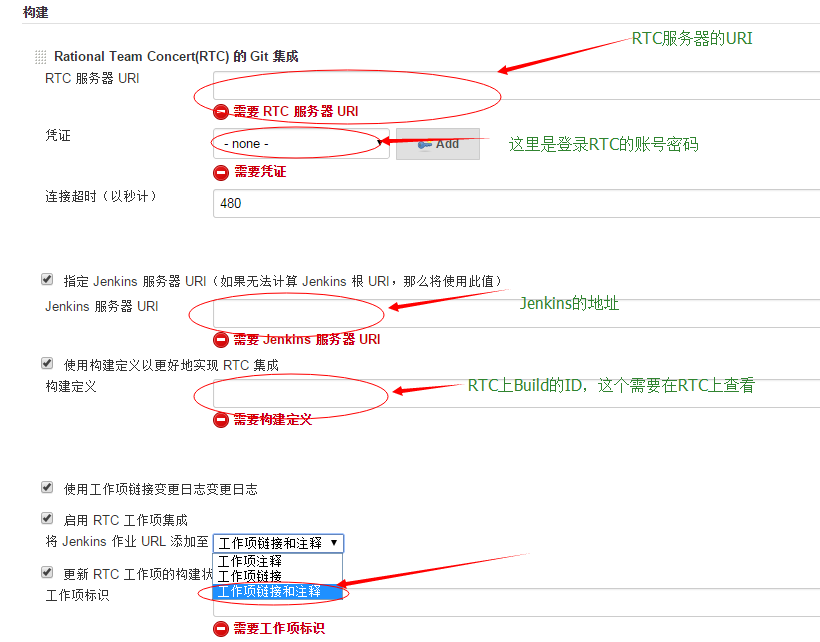 构建
Rational Team Concert(RTC) 的 Git 集成
RTC服务器的URI
RTC 服务器 URI
需要 RTC 服务器 URI
凭证
- none -
Add
这里是登录RTC的账号密码
需要凭证
连接超时（以秒计）
480
指定 Jenkins 服务器 URI（如果无法计算 Jenkins 根 URI，那么将使用此值）
Jenkins 服务器 URI
Jenkins的地址
需要 Jenkins 服务器 URI
使用构建定义以更好地实现 RTC 集成
构建定义
RTC上Build的ID，这个需要在RTC上查看
需要构建定义
使用工作项链接变更日志变更日志
启用 RTC 工作项集成
将 Jenkins 作业 URL 添加至
工作项链接和注释
工作项注释
工作项链接
工作项链接和注释
更新 RTC 工作项的构建状
工作项标识
需要工作项标识